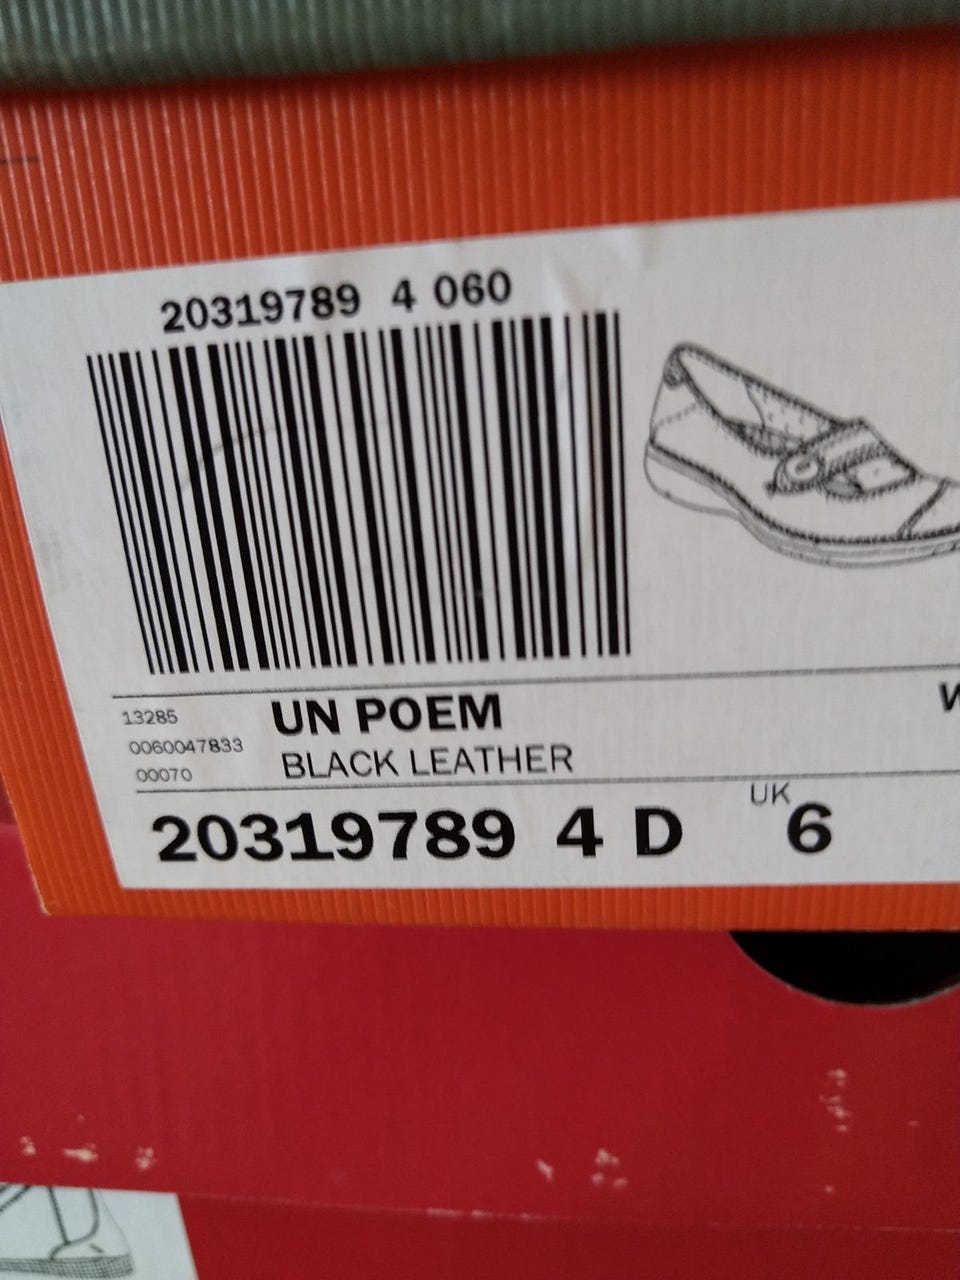 20319789 4 060
13285
0060047833
00070
UN POEM
BLACK LEATHER
W
20319789 4 D UK 6